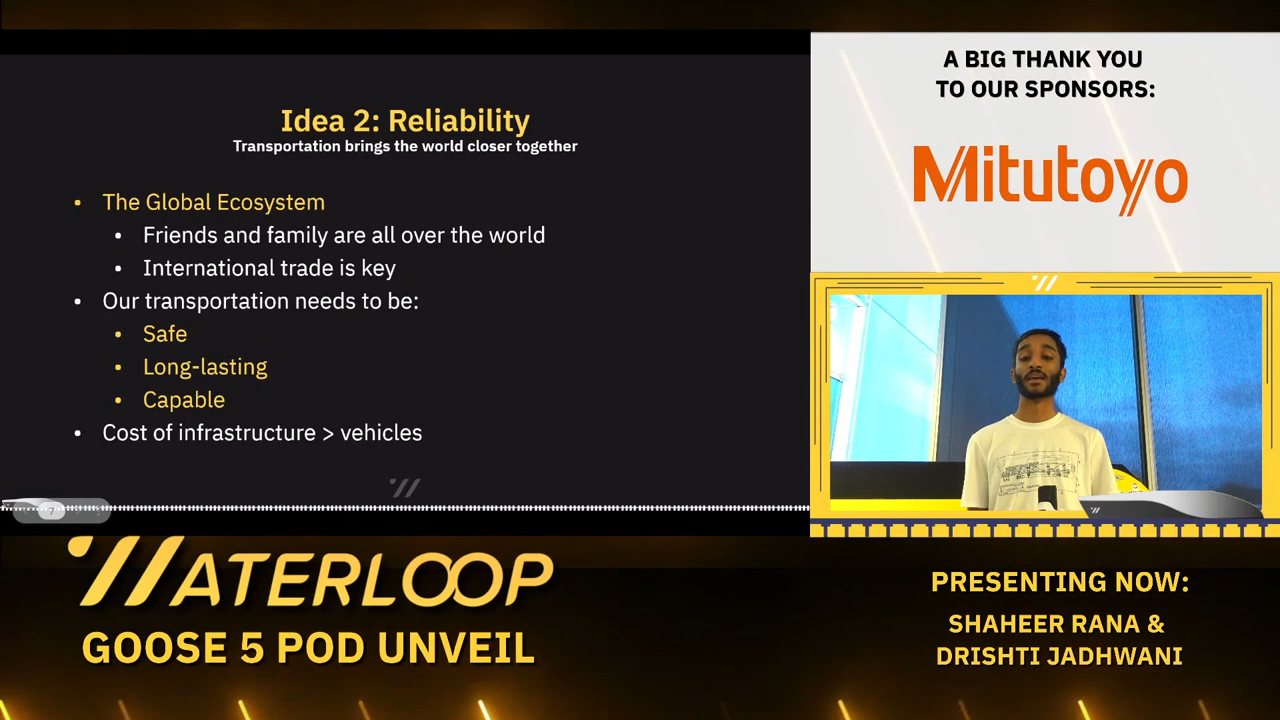 Idea 2: Reliability
Transportation brings the world closer together
• The Global Ecosystem
• Friends and family are all over the world
• International trade is key
• Our transportation needs to be:
• Safe
• Long-lasting
• Capable
• Cost of infrastructure > vehicles
7
A BIG THANK YOU
TO OUR SPONSORS:
Mitutoyo
WATERLOOP
GOOSE 5 POD UNVEIL
PRESENTING NOW:
SHAHEER RANA &
DRISHTI JADHWANI